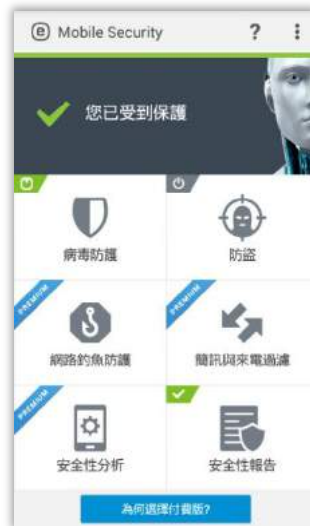 e Mobile Security ?
您已受到保護
病毒防護
防盜
PREMIUM
PREMIUM
網路釣魚防護
簡訊與來電過濾
PREMIUM
安全性分析
安全性報告
為何選擇付費版?